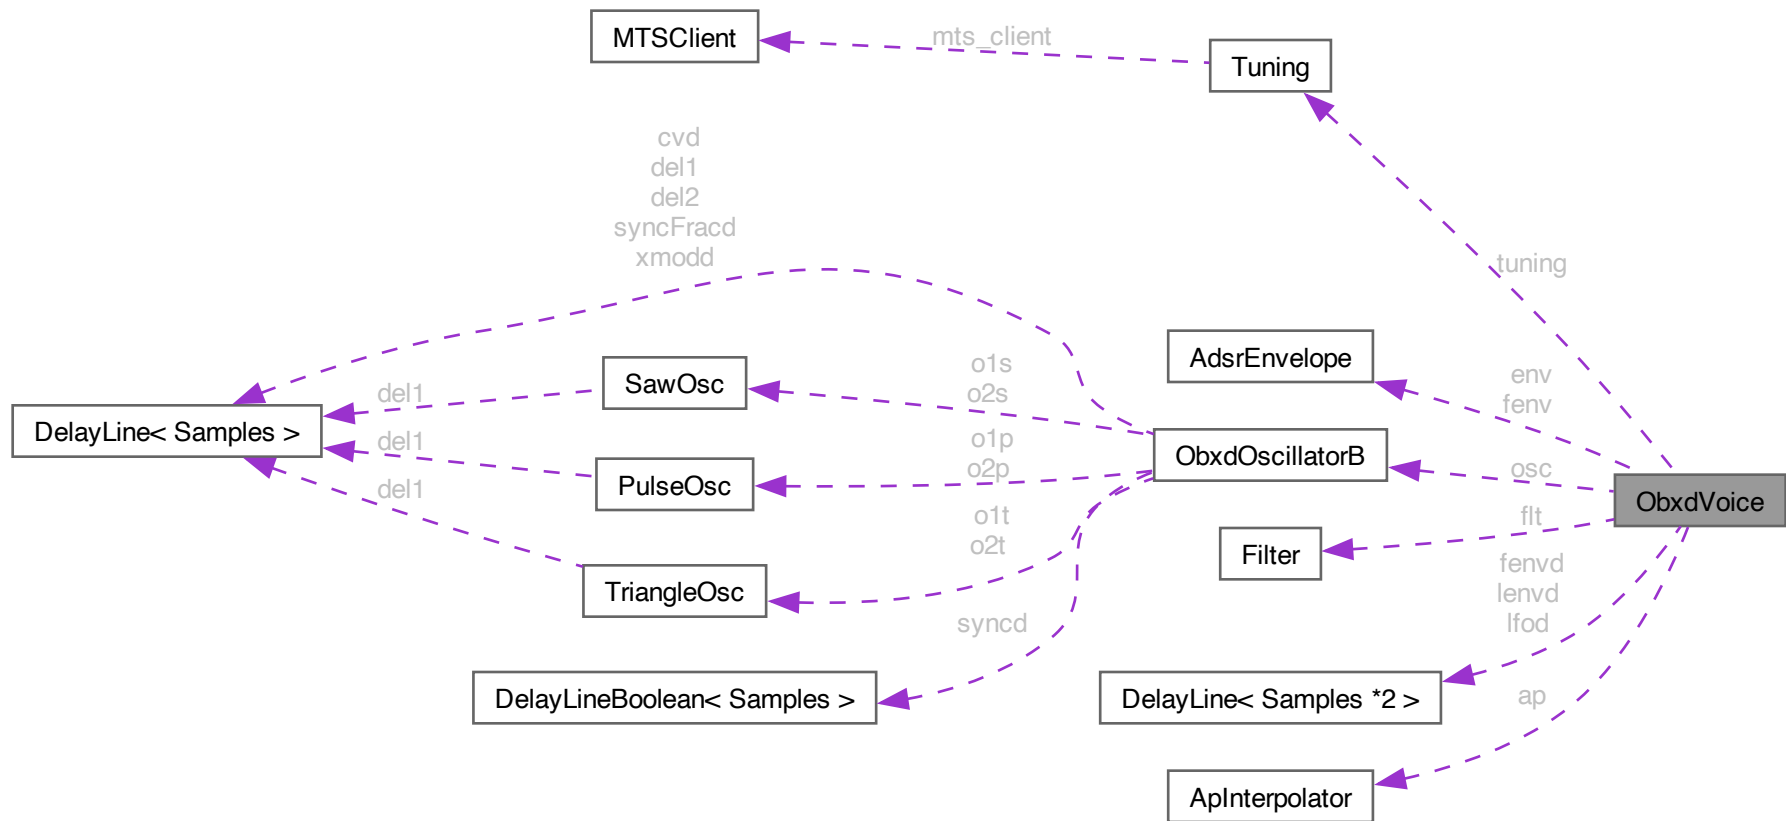 MTSClient
mts_client
Tuning
cvd
del1
del2
syncFracd
xmodd
tuning
AdsrEnvelope
env
fenv
SawOsc
del1
o1s
o2s
DelayLine< Samples >
del1
o1p
o2p
ObxdOscillatorB
osc
PulseOsc
del1
ObxdVoice
o1t
o2t
flt
Filter
TriangleOsc
fenvd
lenvd
lfod
syncd
DelayLineBoolean< Samples >
DelayLine< Samples *2 >
ap
ApInterpolator